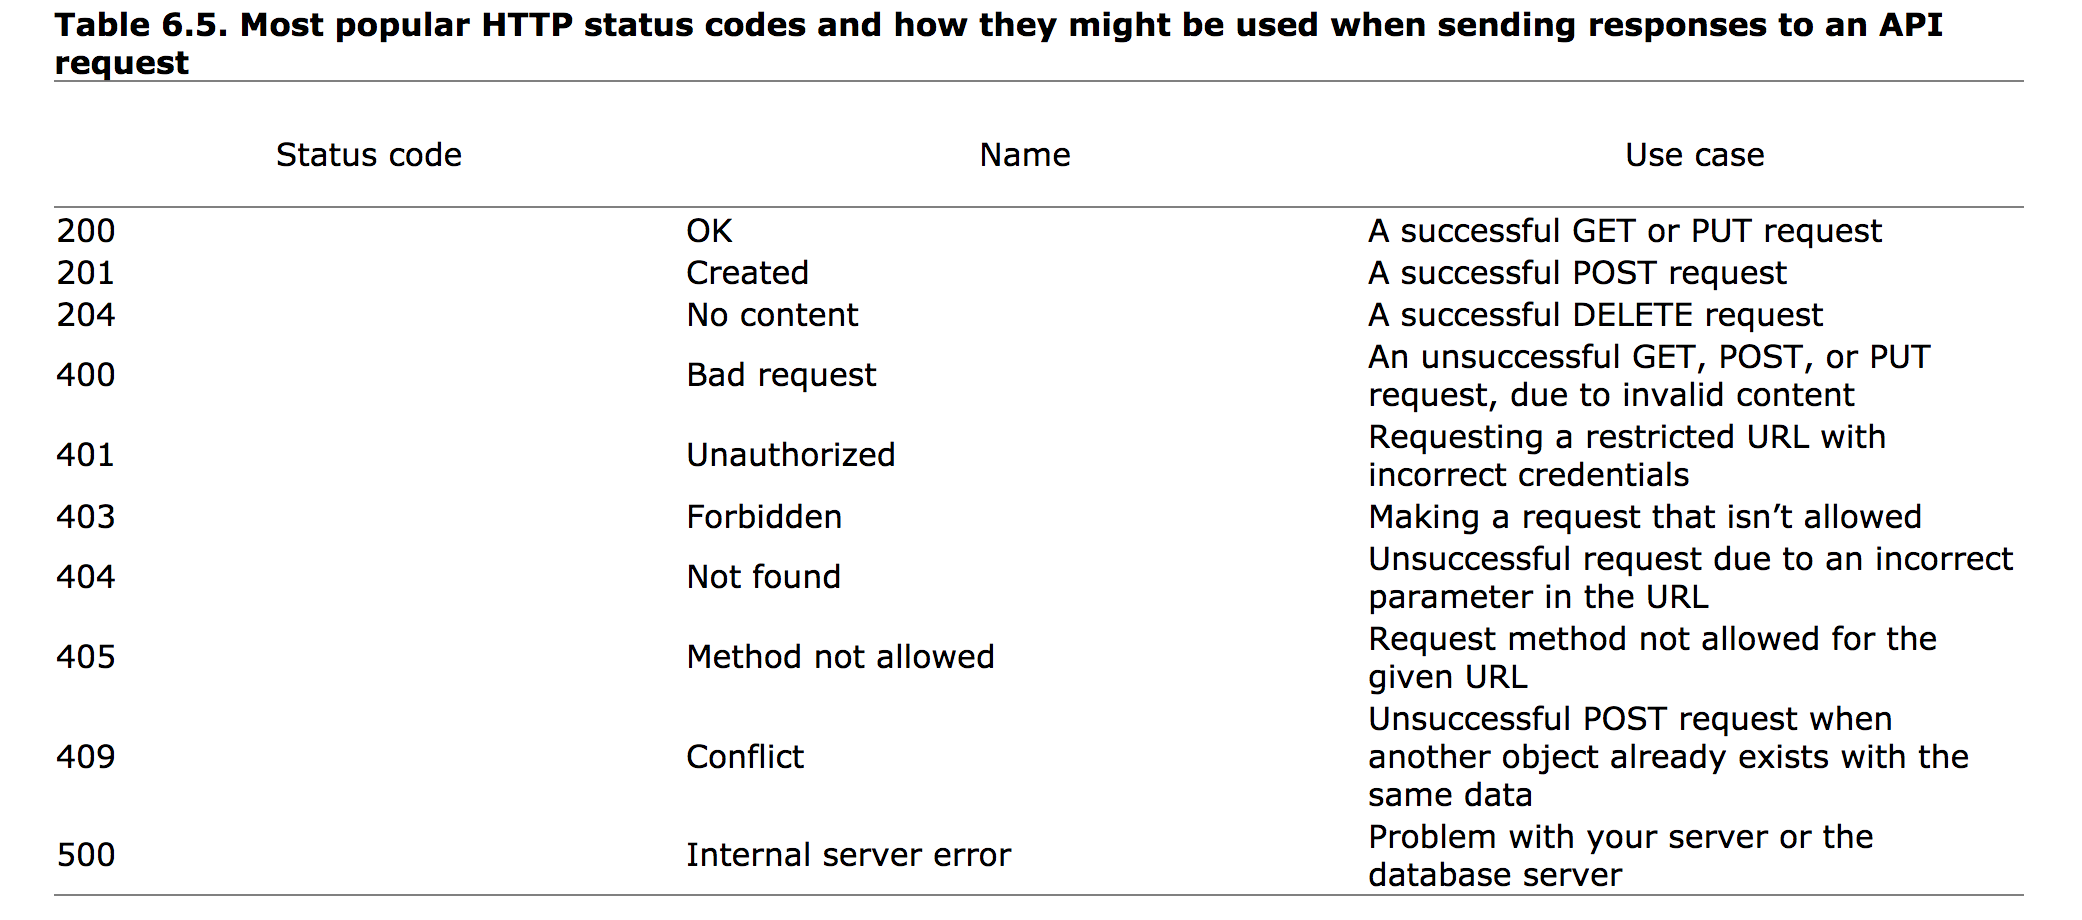 Table 6.5. Most popular HTTP status codes and how they might be used when sending responses to an API
request
Status code Name Use case
200 OK A successful GET or PUT request
201 Created A successful POST request
204 No content A successful DELETE request
400 Bad request An unsuccessful GET, POST, or PUT
request, due to invalid content
401 Unauthorized Requesting a restricted URL with
incorrect credentials
403 Forbidden Making a request that isn’t allowed
404 Not found Unsuccessful request due to an incorrect
parameter in the URL
405 Method not allowed Request method not allowed for the
given URL
409 Conflict Unsuccessful POST request when
another object already exists with the
same data
500 Internal server error Problem with your server or the
database server